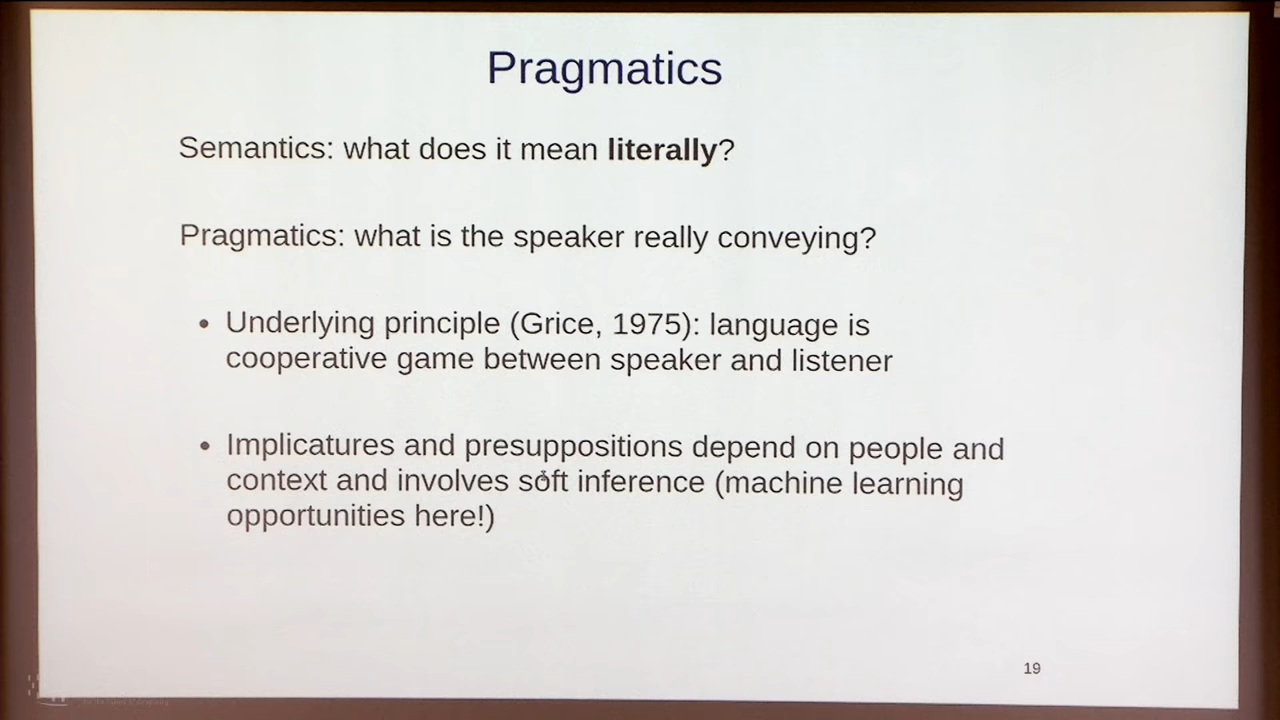 Pragmatics
Semantics: what does it mean literally?
Pragmatics: what is the speaker really conveying?
• Underlying principle (Grice, 1975): language is
cooperative game between speaker and listener
• Implicatures and presuppositions depend on people and
context and involves soft inference (machine learning
opportunities here!)
19